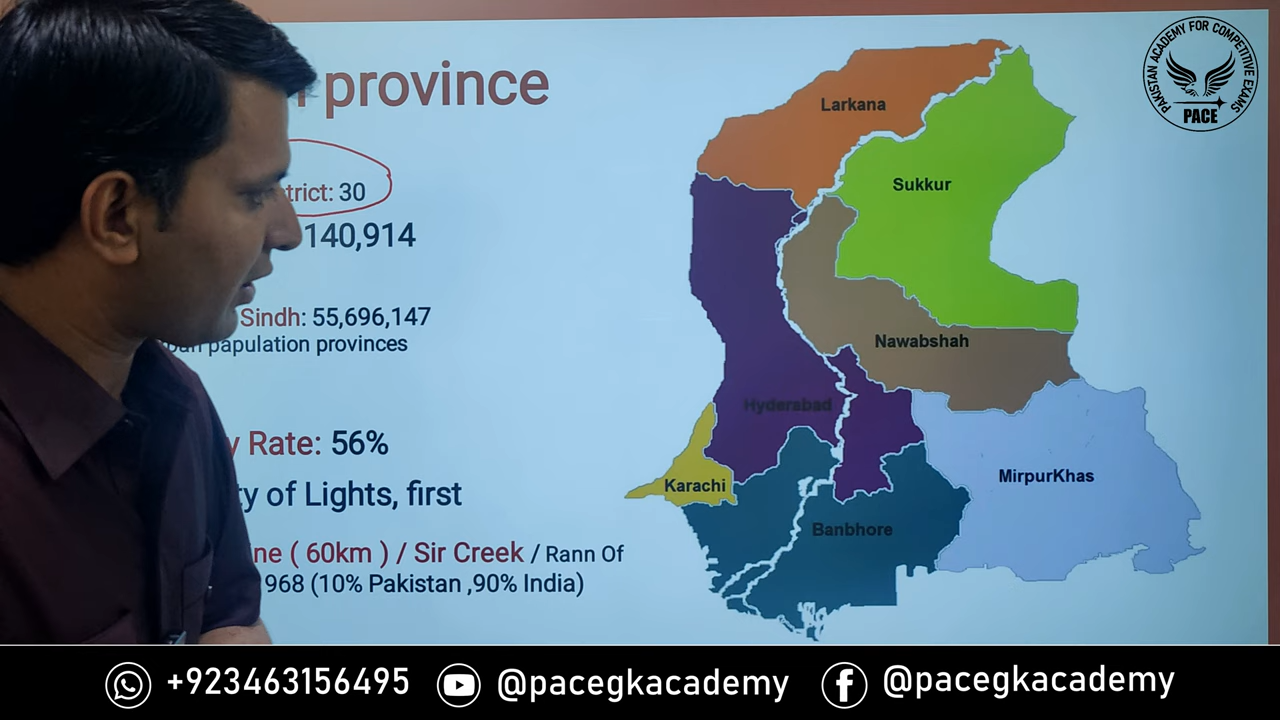 province
trict: 30
140,914
Sindh: 55,696,147
papulation provinces
y Rate: 56%
ty of Lights, first
ne ( 60km ) / Sir Creek / Rann Of
968 (10% Pakistan ,90% India)
Larkana
Sukkur
Nawabshah
Hyderabad
Karachi
MirpurKhas
Banbhore
PAKISTAN ACADEMY FOR COMPETITIVE EXAMS
PACE
+923463156495 @pacegkacademy @pacegkacademy